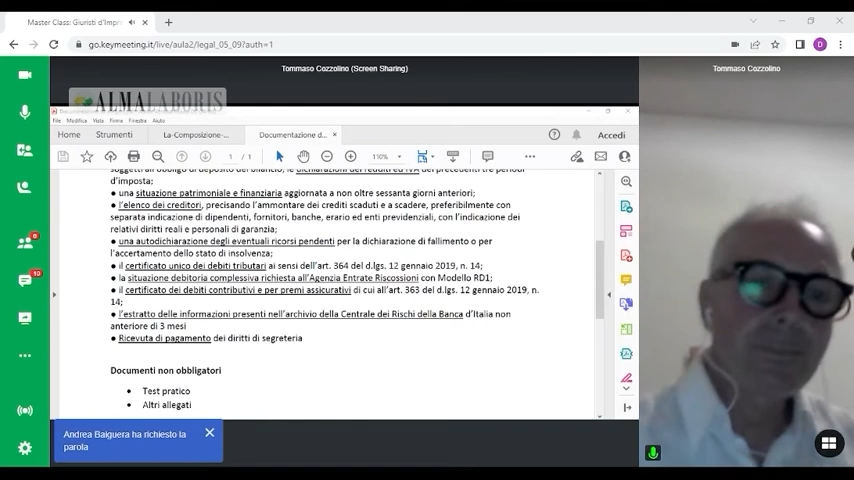 Master Class: Giuristi d'Impr
go.keymeeting.it/live/aula2/legal_05_09?auth=1
D
Tommaso Cozzolino (Screen Sharing)
Tommaso Cozzolino
ALMALABORIS
File Modifica Vista Firma Finestra Aiuto
Home Strumenti La-Composizione-... Documentazione d... × Accedi
1 / 1 110%
soggetti all'obbligo di deposito del bilancio, le dichiarazioni dei redditi ed IVA dei precedenti tre periodi
d'imposta;
● una situazione patrimoniale e finanziaria aggiornata a non oltre sessanta giorni anteriori;
● l'elenco dei creditori, precisando l'ammontare dei crediti scaduti e a scadere, preferibilmente con
separata indicazione di dipendenti, fornitori, banche, erario ed enti previdenziali, con l'indicazione dei
relativi diritti reali e personali di garanzia;
● una autodichiarazione degli eventuali ricorsi pendenti per la dichiarazione di fallimento o per
l'accertamento dello stato di insolvenza;
● il certificato unico dei debiti tributari ai sensi dell'art. 364 del d.lgs. 12 gennaio 2019, n. 14;
● la situazione debitoria complessiva richiesta all'Agenzia Entrate Riscossioni con Modello RD1;
● il certificato dei debiti contributivi e per premi assicurativi di cui all'art. 363 del d.lgs. 12 gennaio 2019, n.
14;
● l'estratto delle informazioni presenti nell'archivio della Centrale dei Rischi della Banca d'Italia non
anteriore di 3 mesi
● Ricevuta di pagamento dei diritti di segreteria
Documenti non obbligatori
• Test pratico
• Altri allegati
8
10
Andrea Baiguera ha richiesto la
parola